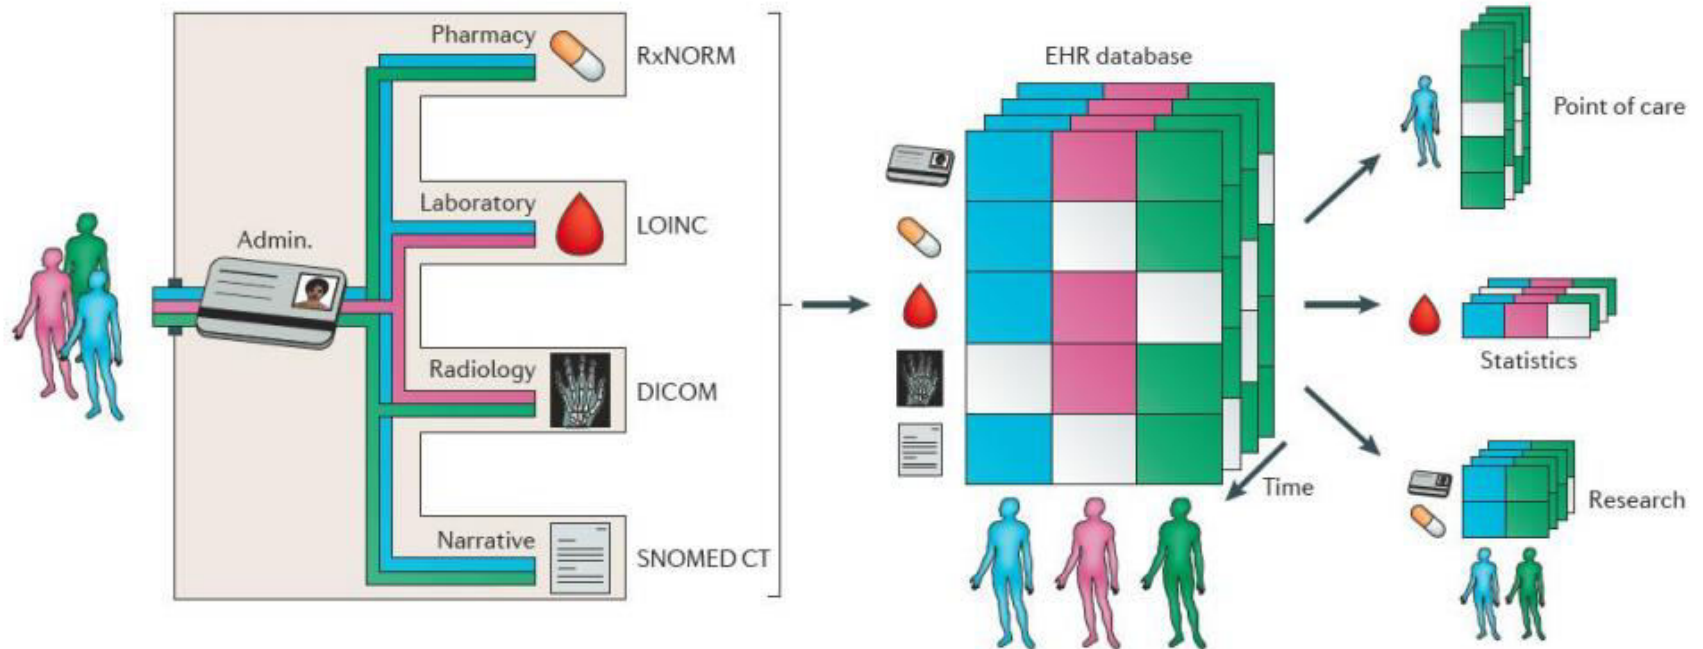 Pharmacy
RxNORM
Laboratory
LOINC
Admin.
Radiology
DICOM
Narrative
SNOMED CT
EHR database
Time
Point of care
Statistics
Research